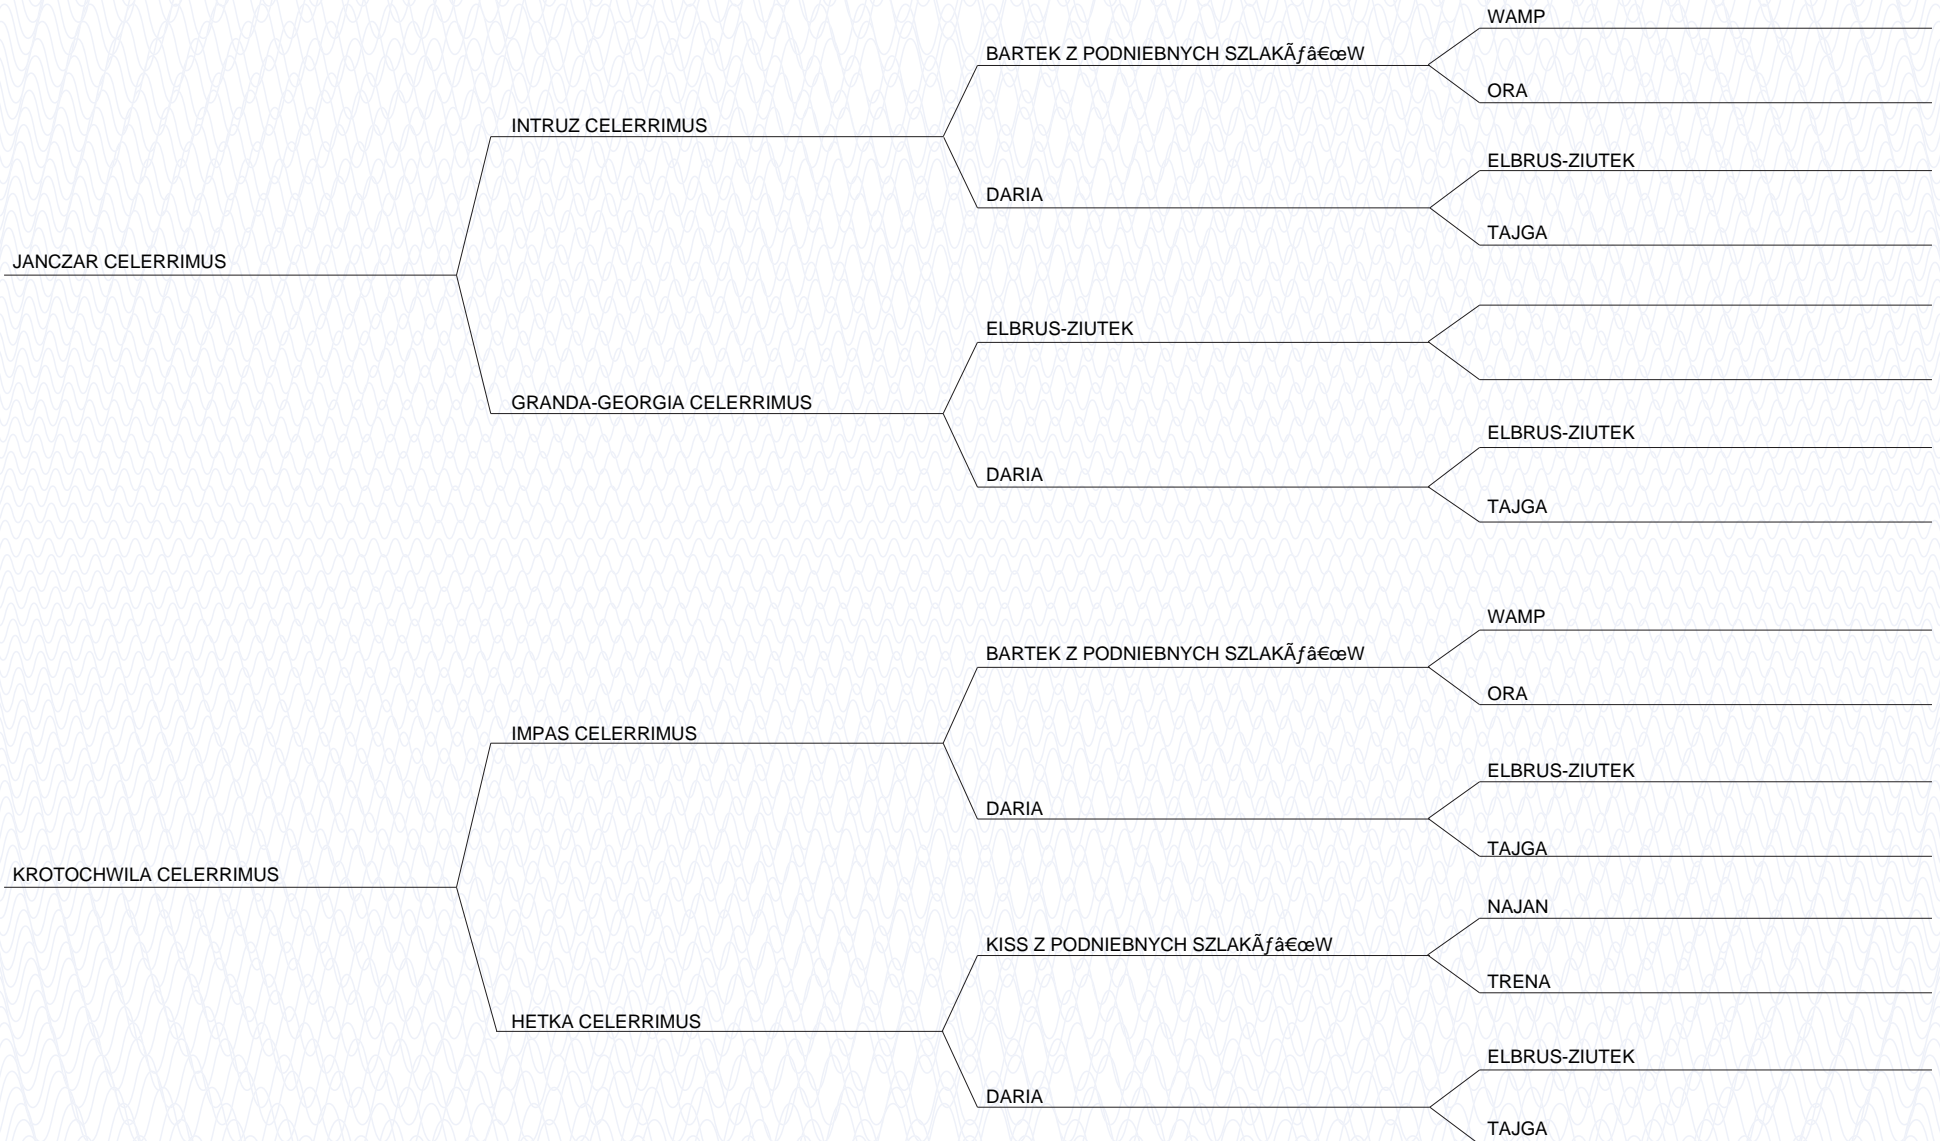 WAMP
BARTEK Z PODNIEBNYCH SZLAKÃƒâ€œW
ORA
INTRUZ CELERRIMUS
ELBRUS-ZIUTEK
DARIA
TAJGA
JANCZAR CELERRIMUS
ELBRUS-ZIUTEK
GRANDA-GEORGIA CELERRIMUS
ELBRUS-ZIUTEK
DARIA
TAJGA
WAMP
BARTEK Z PODNIEBNYCH SZLAKÃƒâ€œW
ORA
IMPAS CELERRIMUS
ELBRUS-ZIUTEK
DARIA
TAJGA
KROTOCHWILA CELERRIMUS
NAJAN
KISS Z PODNIEBNYCH SZLAKÃƒâ€œW
TRENA
HETKA CELERRIMUS
ELBRUS-ZIUTEK
DARIA
TAJGA